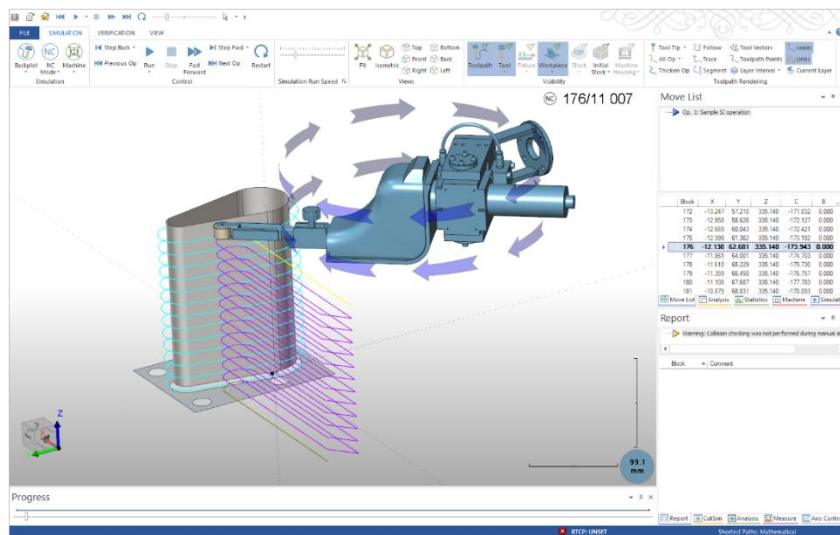 FILE SIMULATION VERIFICATION VIEW
Backplot NC Mode Machine
Step Back Previous Op Run Stop Fast Forward Step Fwd Next Op Restart
Simulation Run Speed
Fit Isometric Top Front Right Bottom Back Left
Toolpath Tool Fixture Workpiece Stock Initial Stock Machine Housing
Tool Tip Follow Tool Vectors Leads
Trace Toolpath Points Links
Thicken Op Segment Layer Interval Current Layer
Simulation Control Views Visibility Toolpath Rendering
NC 176/11 007
Move List
Op. 1: Sample SI operation
Block X Y Z C B
172 -13.247 57.210 335.140 -171.832 0.000
173 -12.958 58.626 335.140 -172.127 0.000
174 -12.665 60.043 335.140 -172.421 0.000
175 -12.399 61.362 335.140 -173.182 0.000
176 -12.130 62.681 335.140 -173.943 0.000
177 -11.861 64.001 335.140 -174.703 0.000
178 -11.610 65.229 335.140 -175.730 0.000
179 -11.359 66.458 335.140 -176.757 0.000
180 -11.108 67.687 335.140 -177.783 0.000
181 -10.875 68.831 335.140 -178.893 0.000
Move List Analysis Statistics Machine
Report
Warning: Collision checking was not performed during manual
Block Comment
Z
99.1
mm
Progress
Report CutSim Analysis Measure
RTCP: UNSET
Shortest Paths: Mathematical